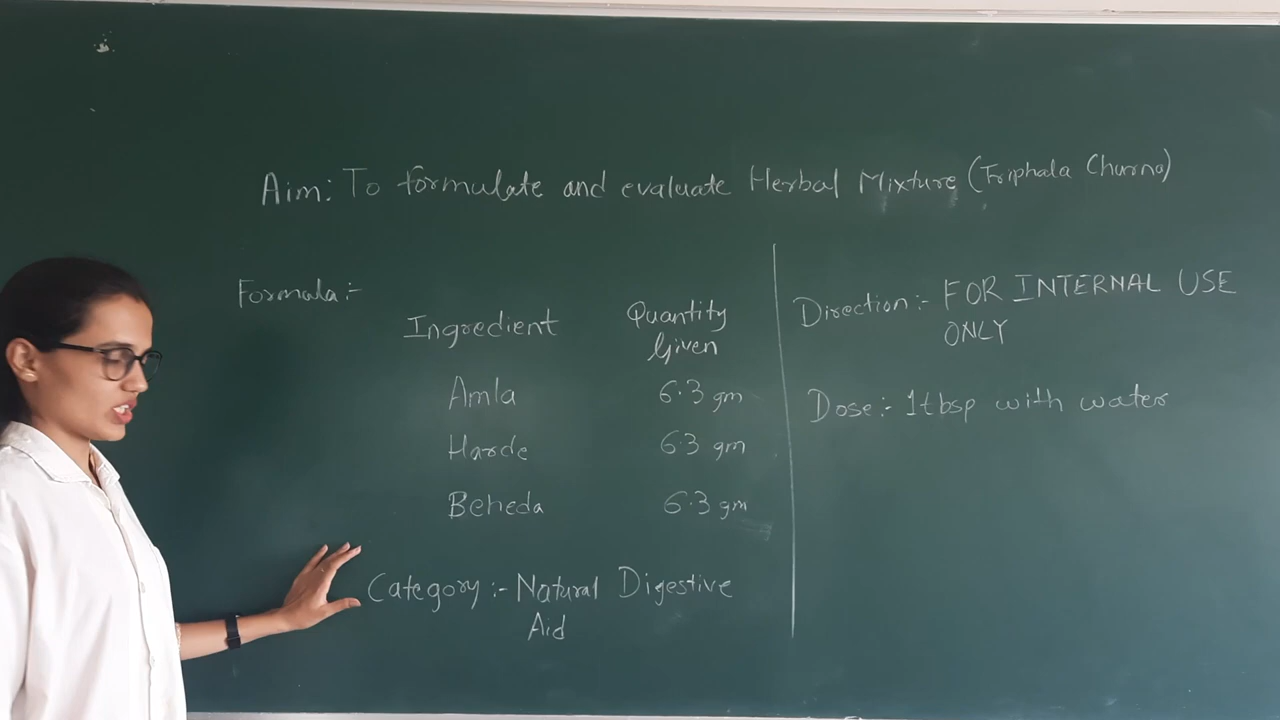 Aim: To formulate and evaluate Herbal Mixture (Triphala Churna)
Formula:-
Ingredient Quantity Given
Amla 6.3 gm
Harde 6.3 gm
Beheda 6.3 gm
Category:- Natural Digestive
Aid
Direction:- FOR INTERNAL USE
ONLY
Dose:- 1tbsp with water